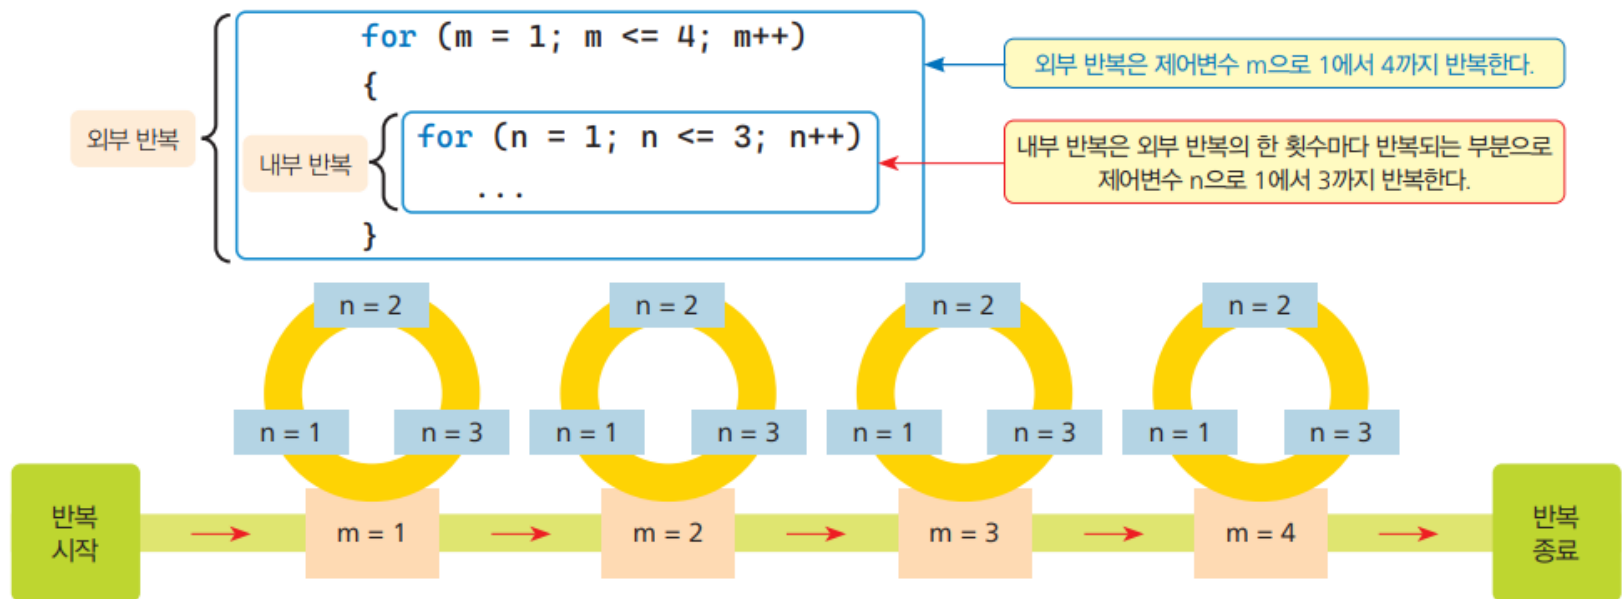 for (m = 1; m <= 4; m++)
외부 반복은 제어변수 m으로 1에서 4까지 반복한다.
{
외부 반복
내부 반복
for (n = 1; n <= 3; n++)
내부 반복은 외부 반복의 한 횟수마다 반복되는 부분으로
제어변수 n으로 1에서 3까지 반복한다.
...
}
n = 2
n = 2
n = 2
n = 2
n = 1
n = 3
n = 1
n = 3
n = 1
n = 3
n = 1
n = 3
반복
시작
m = 1
m = 2
m = 3
m = 4
반복
종료